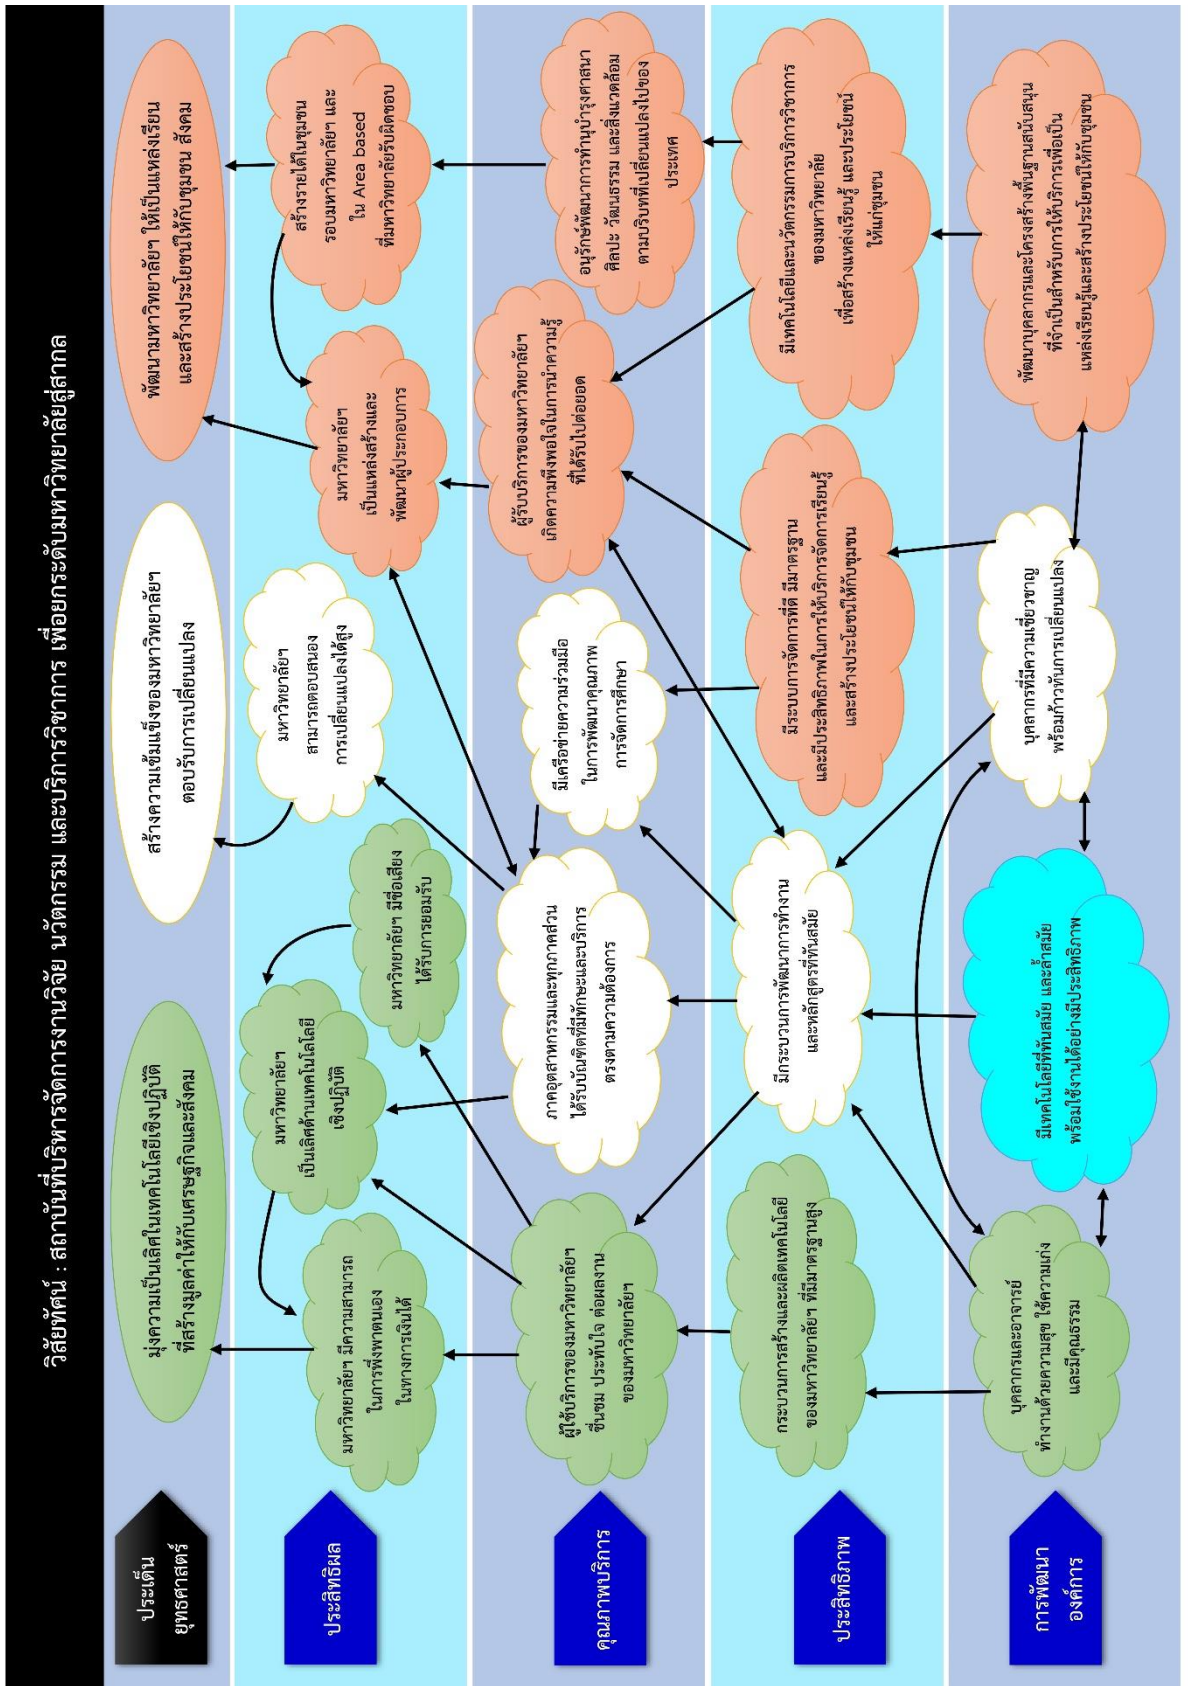 วิสัยทัศน์ : สถาบันที่บริหารจัดการงานวิจัย นวัตกรรม และบริการวิชาการ เพื่อยกระดับมหาวิทยาลัยสู่สากล
ประเด็น
ยุทธศาสตร์
มุ่งความเป็นเลิศในเทคโนโลยีเชิงปฏิบัติ
ที่สร้างมูลค่าให้กับเศรษฐกิจและสังคม
สร้างความเข้มแข็งของมหาวิทยาลัยฯ
ตอบรับการเปลี่ยนแปลง
พัฒนามหาวิทยาลัยฯ ให้เป็นแหล่งเรียน
และสร้างประโยชน์ให้กับชุมชน สังคม
ประสิทธิผล
มหาวิทยาลัยฯ มีความสามารถ
ในการพึ่งพาตนเอง
ในทางการเงินได้
มหาวิทยาลัยฯ
เป็นเลิศด้านเทคโนโลโลยี
เชิงปฏิบัติ
มหาวิทยาลัยฯ มีชื่อเสียง
ได้รับการยอมรับ
มหาวิทยาลัยฯ
สามารถตอบสนอง
การเปลี่ยนแปลงได้สูง
มหาวิทยาลัยฯ
เป็นแหล่งสร้างและ
พัฒนาผู้ประกอบการ
สร้างรายได้ในชุมชน
รอบมหาวิทยาลัยฯ และ
ใน Area based
ที่มหาวิทยาลัยรับผิดชอบ
คุณภาพบริการ
ผู้ใช้บริการของมหาวิทยาลัยฯ
ชื่นชม ประทับใจ ต่อผลงาน
ของมหาวิทยาลัยฯ
ภาคอุตสาหกรรมและทุกภาคส่วน
ได้รับบัณฑิตที่มีทักษะและบริการ
ตรงตามความต้องการ
มีเครือข่ายความร่วมมือ
ในการพัฒนาคุณภาพ
การจัดการศึกษา
ผู้รับบริการของมหาวิทยาลัยฯ
เกิดความพึงพอใจในการนำความรู้
ที่ได้รับไปต่อยอด
อนุรักษ์พัฒนาการทำนุบำรุงศาสนา
ศิลปะ วัฒนธรรม และสิ่งแวดล้อม
ตามบริบทที่เปลี่ยนแปลงไปของ
ประเทศ
ประสิทธิภาพ
กระบวนการสร้างและผลิตเทคโนโลยี
ของมหาวิทยาลัยฯ ที่มีมาตรฐานสูง
มีกระบวนการพัฒนาการทำงาน
และหลักสูตรที่ทันสมัย
มีระบบการจัดการที่ดี มีมาตรฐาน
และมีประสิทธิภาพในการให้บริการจัดการเรียนรู้
และสร้างประโยชน์ให้กับชุมชน
มีเทคโนโลยีและนวัตกรรมการบริการวิชาการ
ของมหาวิทยาลัย
เพื่อสร้างแหล่งเรียนรู้ และประโยชน์
ให้แก่ชุมชน
การพัฒนา
องค์การ
บุคลากรและอาจารย์
ทำงานด้วยความสุข ใช้ความเก่ง
และมีคุณธรรม
มีเทคโนโลยีที่ทันสมัย และล้ำสมัย
พร้อมใช้งานได้อย่างมีประสิทธิภาพ
บุคลากรที่มีความเชี่ยวชาญ
พร้อมก้าวทันการเปลี่ยนแปลง
พัฒนาบุคลากรและโครงสร้างพื้นฐานสนับสนุน
ที่จำเป็นสำหรับการให้บริการเพื่อเป็น
แหล่งเรียนรู้และสร้างประโยชน์ให้กับชุมชน